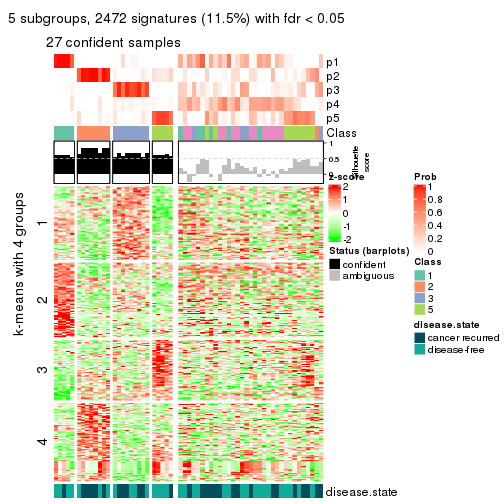 5 subgroups, 2472 signatures (11.5%) with fdr < 0.05
27 confident samples
p1
p2
p3
p4
p5
Class
1
0.5
0
Silhouette
score
k-means with 4 groups
1
2
3
4
z-score
2
1
0
-1
-2
Status (barplots)
confident
ambiguous
Prob
1
0.8
0.6
0.4
0.2
0
Class
1
2
3
5
disease.state
cancer recurred
disease-free
disease.state